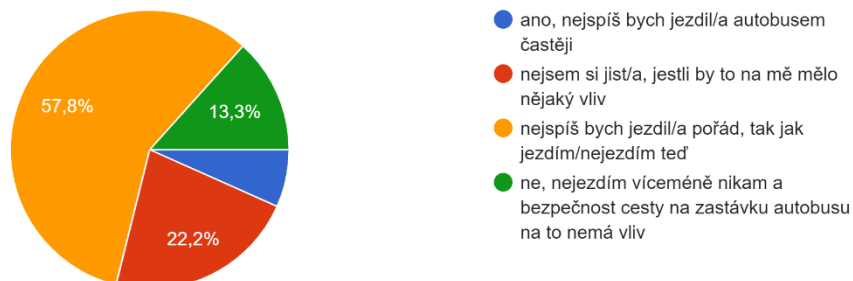 57,8%
13,3%
22,2%
ano, nejspíš bych jezdil/a autobusem
častěji
nejsem si jist/a, jestli by to na mě mělo
nějaký vliv
nejspíš bych jezdil/a pořád, tak jak
jezdím/nejezdím teď
ne, nejezdím víceméně nikam a
bezpečnost cesty na zastávku autobusu
na to nemá vliv